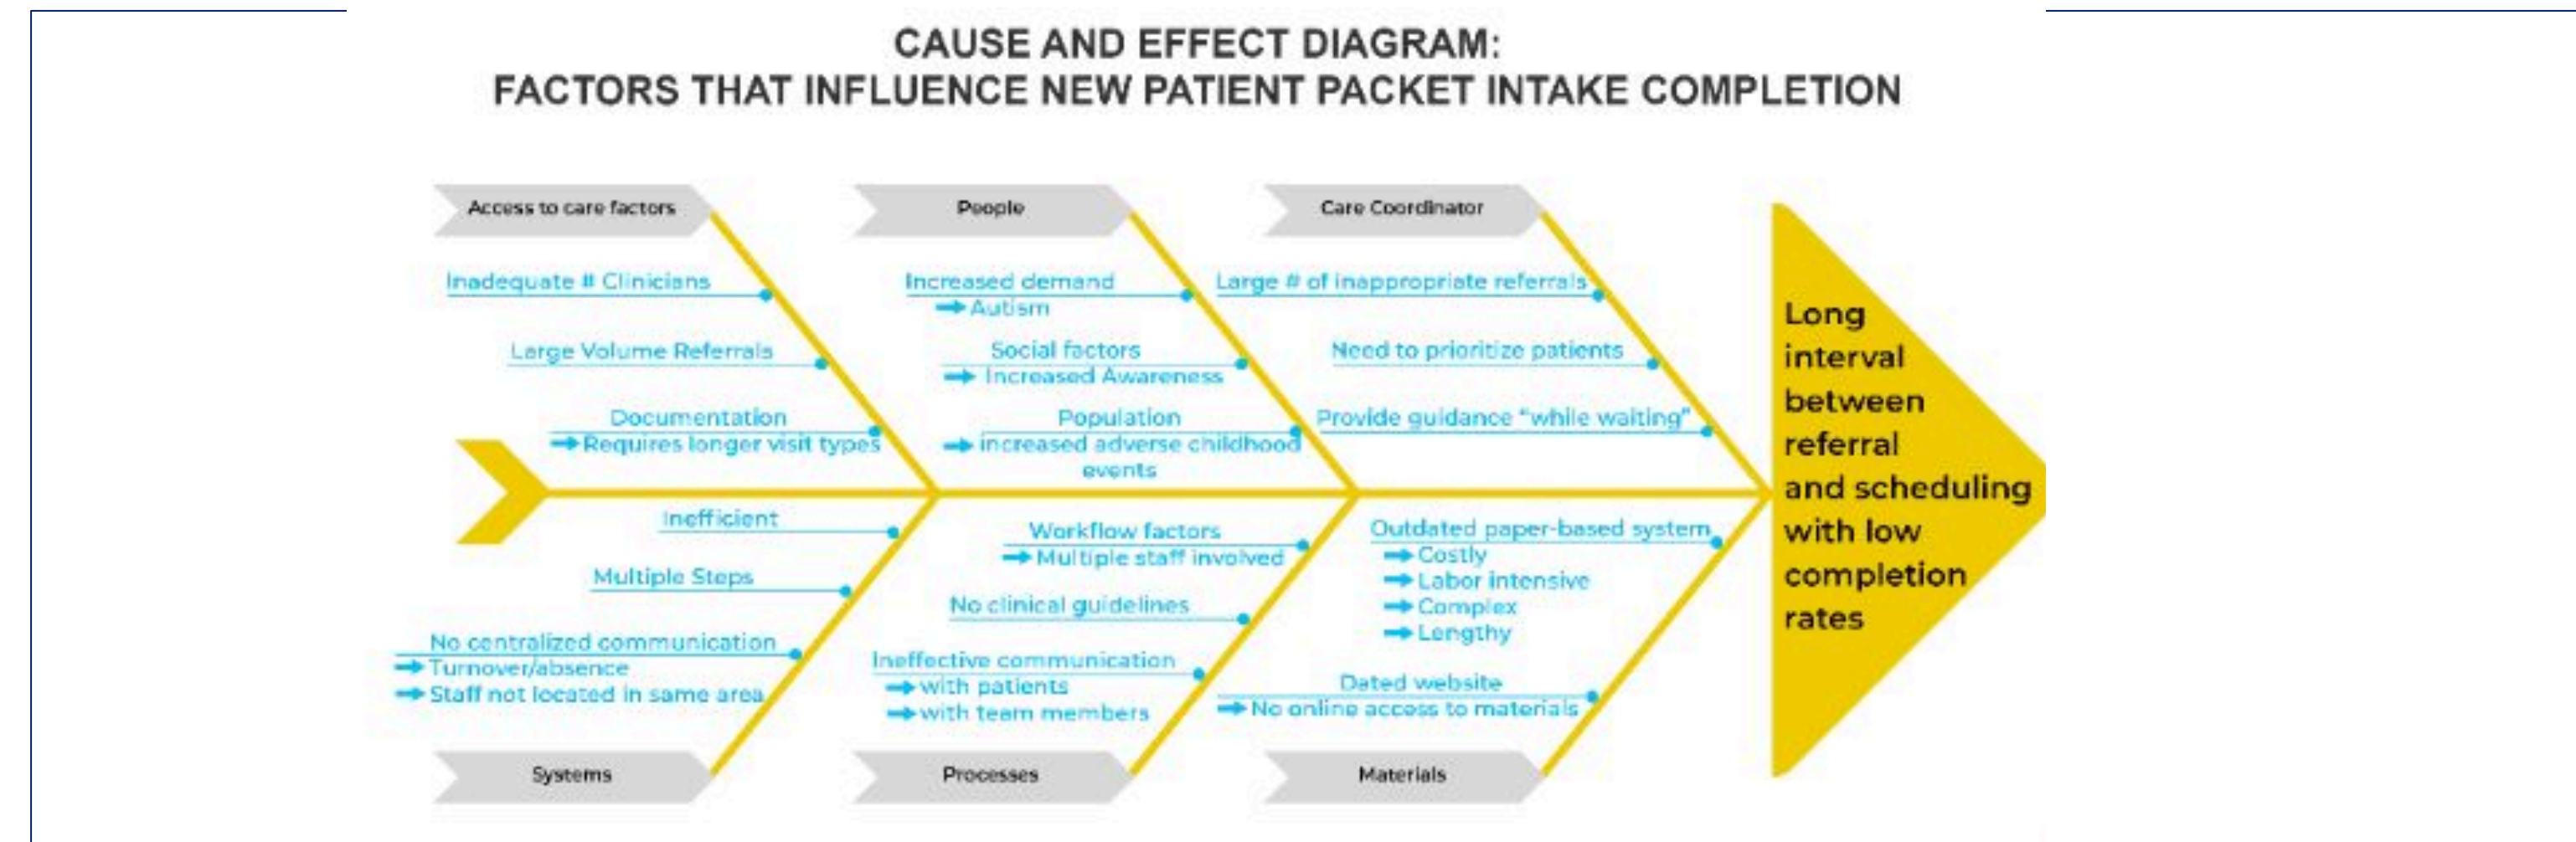 CAUSE AND EFFECT DIAGRAM:
FACTORS THAT INFLUENCE NEW PATIENT PACKET INTAKE COMPLETION
Access to care factors
Inadequate # Clinicians
Large Volume Referrals
Documentation
Requires longer visit types
People
Increased demand
Autism
Social factors
Increased Awareness
Population
increased adverse childhood
events
Care Coordinator
Large # of inappropriate referrals
Need to prioritize patients
Provide guidance “while waiting”
Inefficient
Multiple Steps
No centralized communication
Turnover/absence
Staff not located in same area
Systems
Workflow factors
Multiple staff involved
No clinical guidelines
Ineffective communication
with patients
with team members
Processes
Outdated paper-based system
Costly
Labor intensive
Complex
Lengthy
Dated website
No online access to materials
Materials
Long
interval
between
referral
and scheduling
with low
completion
rates